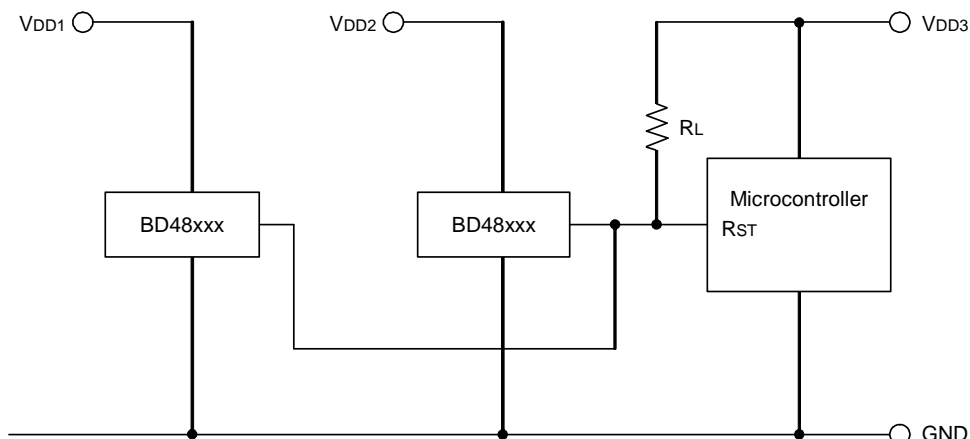 VDD1
VDD2
VDD3
RL
Microcontroller
BD48xxx
BD48xxx
RST
GND